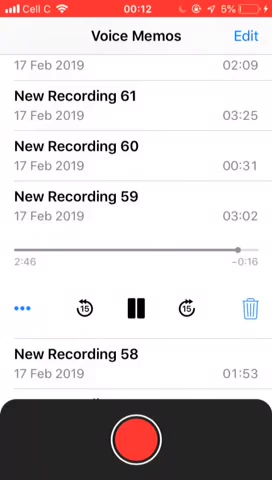 Cell C 00:12 5%
Voice Memos Edit
17 Feb 2019 02:09
New Recording 61
17 Feb 2019 03:25
New Recording 60
17 Feb 2019 00:31
New Recording 59
17 Feb 2019 03:02
2:46 -0:16
15 15
New Recording 58
17 Feb 2019 01:53